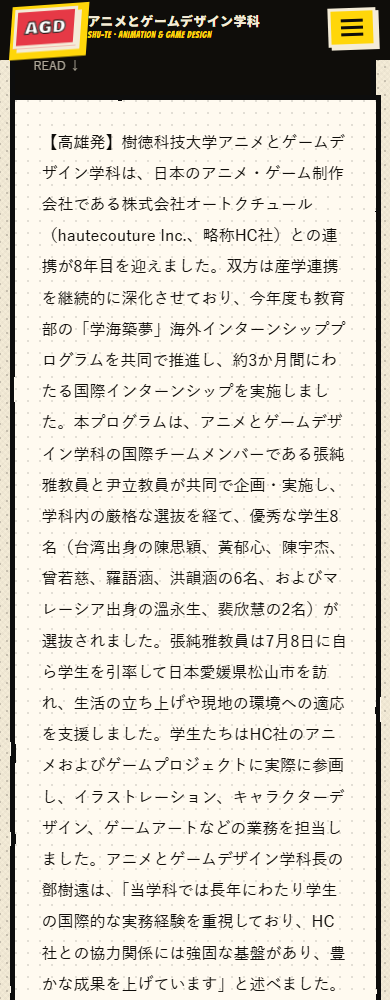 AGD
アニメとゲームデザイン学科
SHU-TE・ANIMATION & GAME DESIGN
READ ↓
【高雄発】樹徳科技大学アニメとゲームデ
ザイン学科は、日本のアニメ・ゲーム制作
会社である株式会社オートクチュール
（hautecouture Inc.、略称HC社）との連
携が8年目を迎えました。双方は産学連携
を継続的に深化させており、今年度も教育
部の「学海築夢」海外インターンシッププ
ログラムを共同で推進し、約3か月間にわ
たる国際インターンシップを実施しまし
た。本プログラムは、アニメとゲームデザ
イン学科の国際チームメンバーである張純
雅教員と尹立教員が共同で企画・実施し、
学科内の厳格な選抜を経て、優秀な学生8
名（台湾出身の陳思穎、黃郁心、陳宇杰、
曾若慈、羅語涵、洪韻涵の6名、およびマ
レーシア出身の溫永生、裴欣慧の2名）が
選抜されました。張純雅教員は7月8日に自
ら学生を引率して日本愛媛県松山市を訪
れ、生活の立ち上げや現地の環境への適応
を支援しました。学生たちはHC社のアニ
メおよびゲームプロジェクトに実際に参画
し、イラストレーション、キャラクターデ
ザイン、ゲームアートなどの業務を担当し
ました。アニメとゲームデザイン学科長の
鄧樹遠は、「当学科では長年にわたり学生
の国際的な実務経験を重視しており、HC
社との協力関係には強固な基盤があり、豊
かな成果を上げています」と述べました。